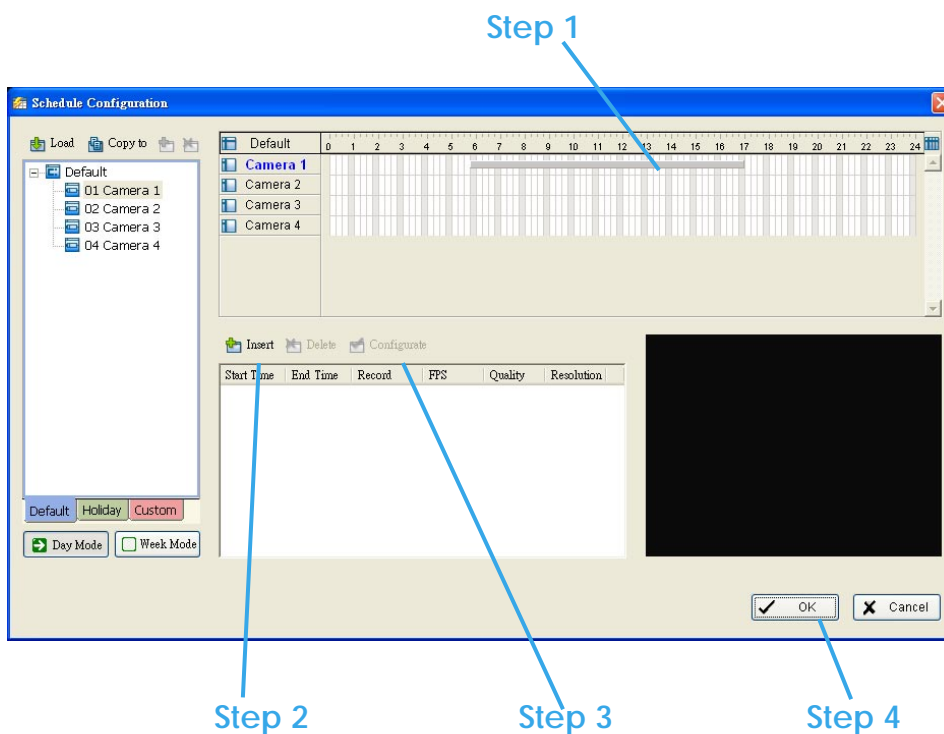 Step 1
Schedule Configuration
Load Copy to
Default 0 1 2 3 4 5 6 7 8 9 10 11 12 13 14 15 16 17 18 19 20 21 22 23 24
Camera 1
Camera 2
Camera 3
Camera 4
Default
01 Camera 1
02 Camera 2
03 Camera 3
04 Camera 4
Insert Delete Configurate
Start Time End Time Record FPS Quality Resolution
Default Holiday Custom
Day Mode Week Mode
OK Cancel
Step 2 Step 3 Step 4